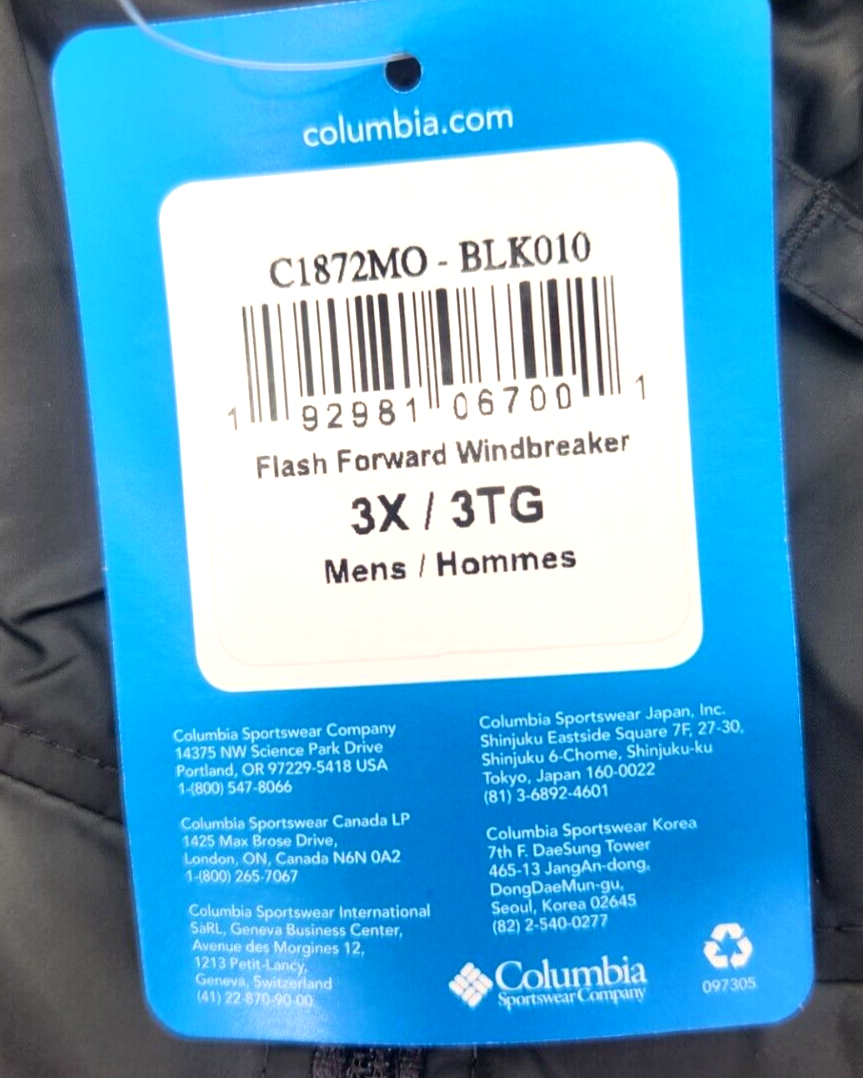 columbia.com
C1872MO - BLK010
1 92981 06700 1
Flash Forward Windbreaker
3X / 3TG
Mens / Hommes
Columbia Sportswear Company
14375 NW Science Park Drive
Portland, OR 97229-5418 USA
1-(800) 547-8066
Columbia Sportswear Canada LP
1425 Max Brose Drive,
London, ON, Canada N6N 0A2
1-(800) 265-7067
Columbia Sportswear International
SàRL, Geneva Business Center,
Avenue des Morgines 12,
1213 Petit-Lancy,
Geneva, Switzerland
(41) 22-870-90-00
Columbia Sportswear Japan, Inc.
Shinjuku Eastside Square 7F, 27-30,
Shinjuku 6-Chome, Shinjuku-ku
Tokyo, Japan 160-0022
(81) 3-6892-4601
Columbia Sportswear Korea
7th F. DaeSung Tower
465-13 JangAn-dong,
DongDaeMun-gu,
Seoul, Korea 02645
(82) 2-540-0277
Columbia
Sportswear Company
097305